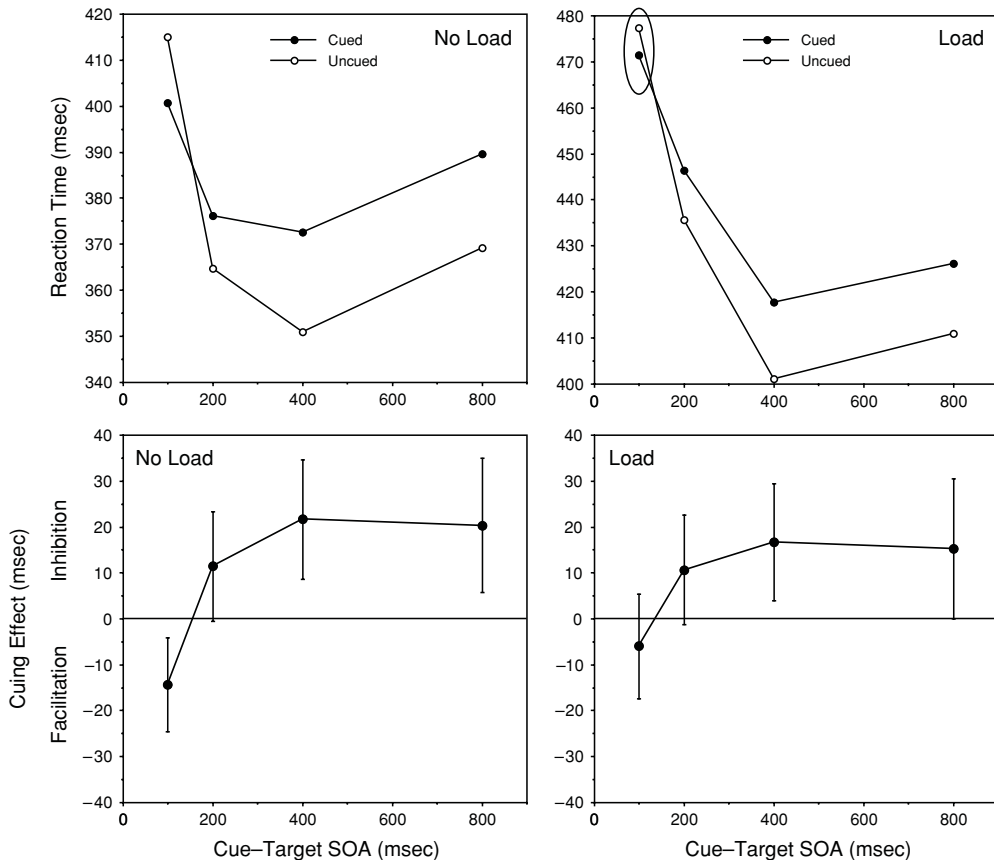 No Load
Cued
Uncued
420
410
400
390
380
370
360
350
340
0 200 400 600 800
Reaction Time (msec)
Load
Cued
Uncued
480
470
460
450
440
430
420
410
400
0 200 400 600 800
No Load
40
30
20
10
0
−10
−20
−30
−40
0 200 400 600 800
Cuing Effect (msec)
Inhibition
Facilitation
Cue–Target SOA (msec)
Load
40
30
20
10
0
−10
−20
−30
−40
0 200 400 600 800
Cue–Target SOA (msec)